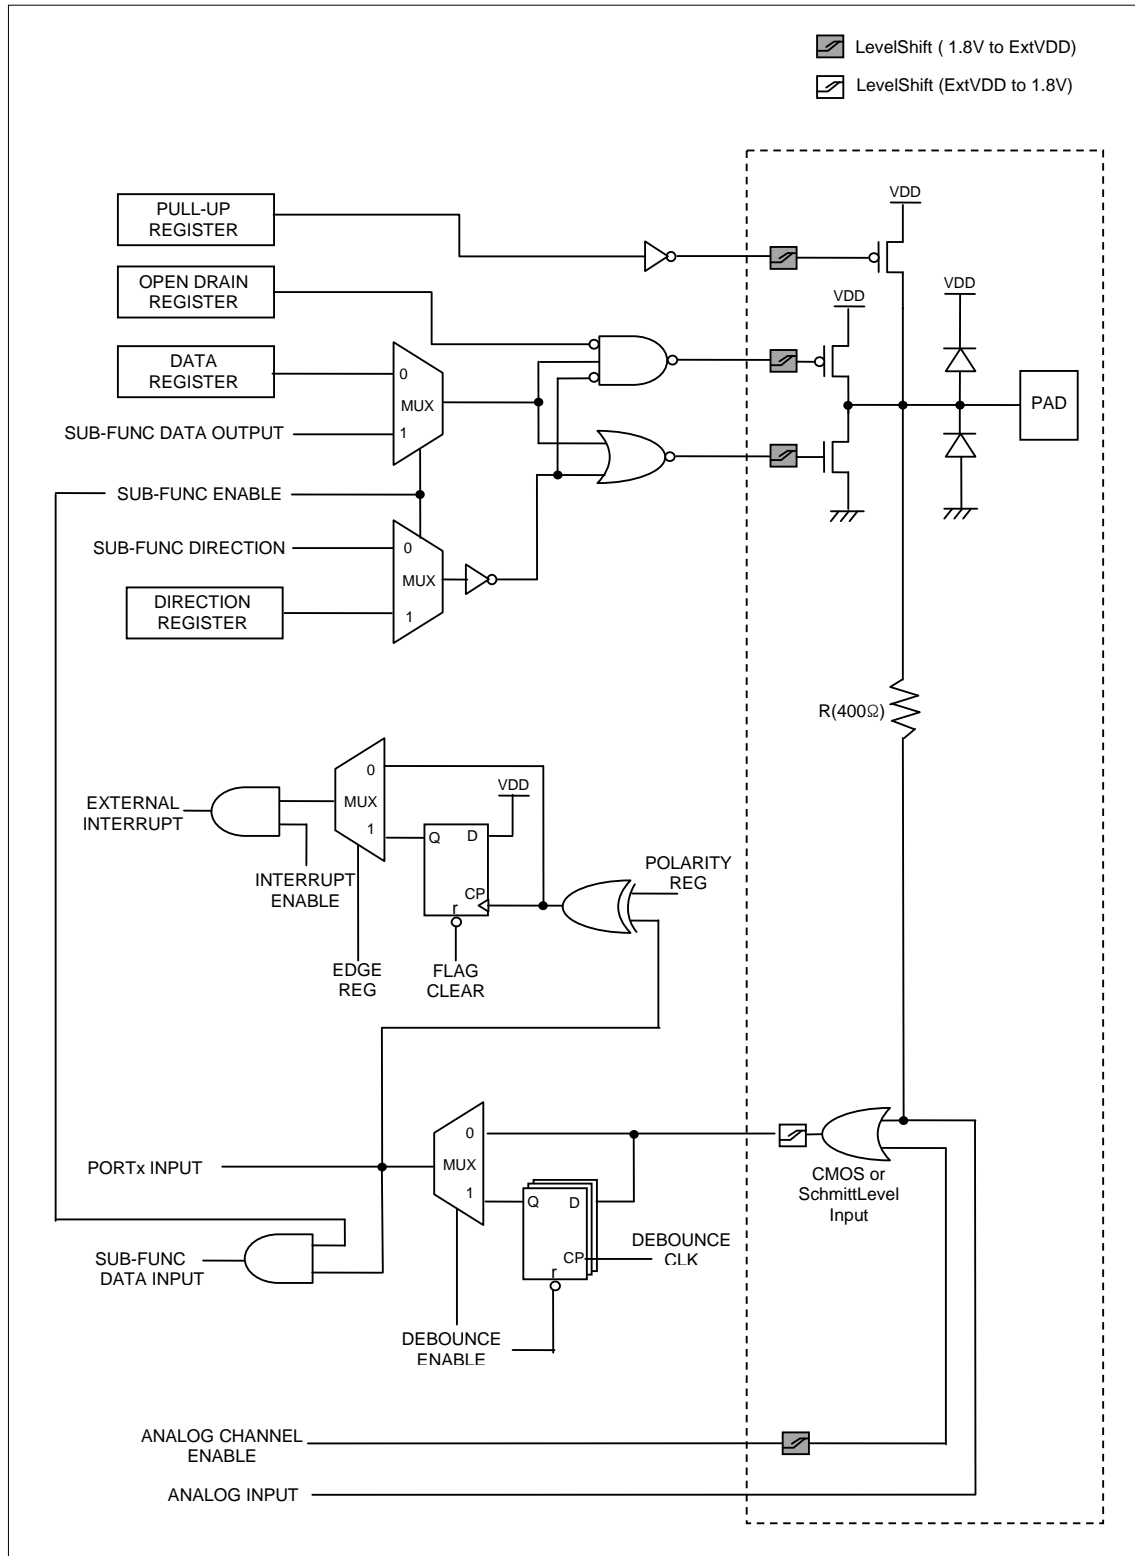 LevelShift ( 1.8V to ExtVDD)
LevelShift (ExtVDD to 1.8V)
VDD
PULL-UP
REGISTER
OPEN DRAIN
REGISTER
VDD
VDD
DATA
REGISTER
0
MUX
1
PAD
SUB-FUNC DATA OUTPUT
SUB-FUNC ENABLE
SUB-FUNC DIRECTION
0
MUX
1
DIRECTION
REGISTER
R(400Ω)
0
MUX
1
VDD
EXTERNAL
INTERRUPT
Q
D
CP
r
INTERRUPT
ENABLE
POLARITY
REG
EDGE
REG
FLAG
CLEAR
0
MUX
1
PORTx INPUT
CMOS or
SchmittLevel
Input
Q
D
CP
r
DEBOUNCE
CLK
SUB-FUNC
DATA INPUT
DEBOUNCE
ENABLE
ANALOG CHANNEL
ENABLE
ANALOG INPUT